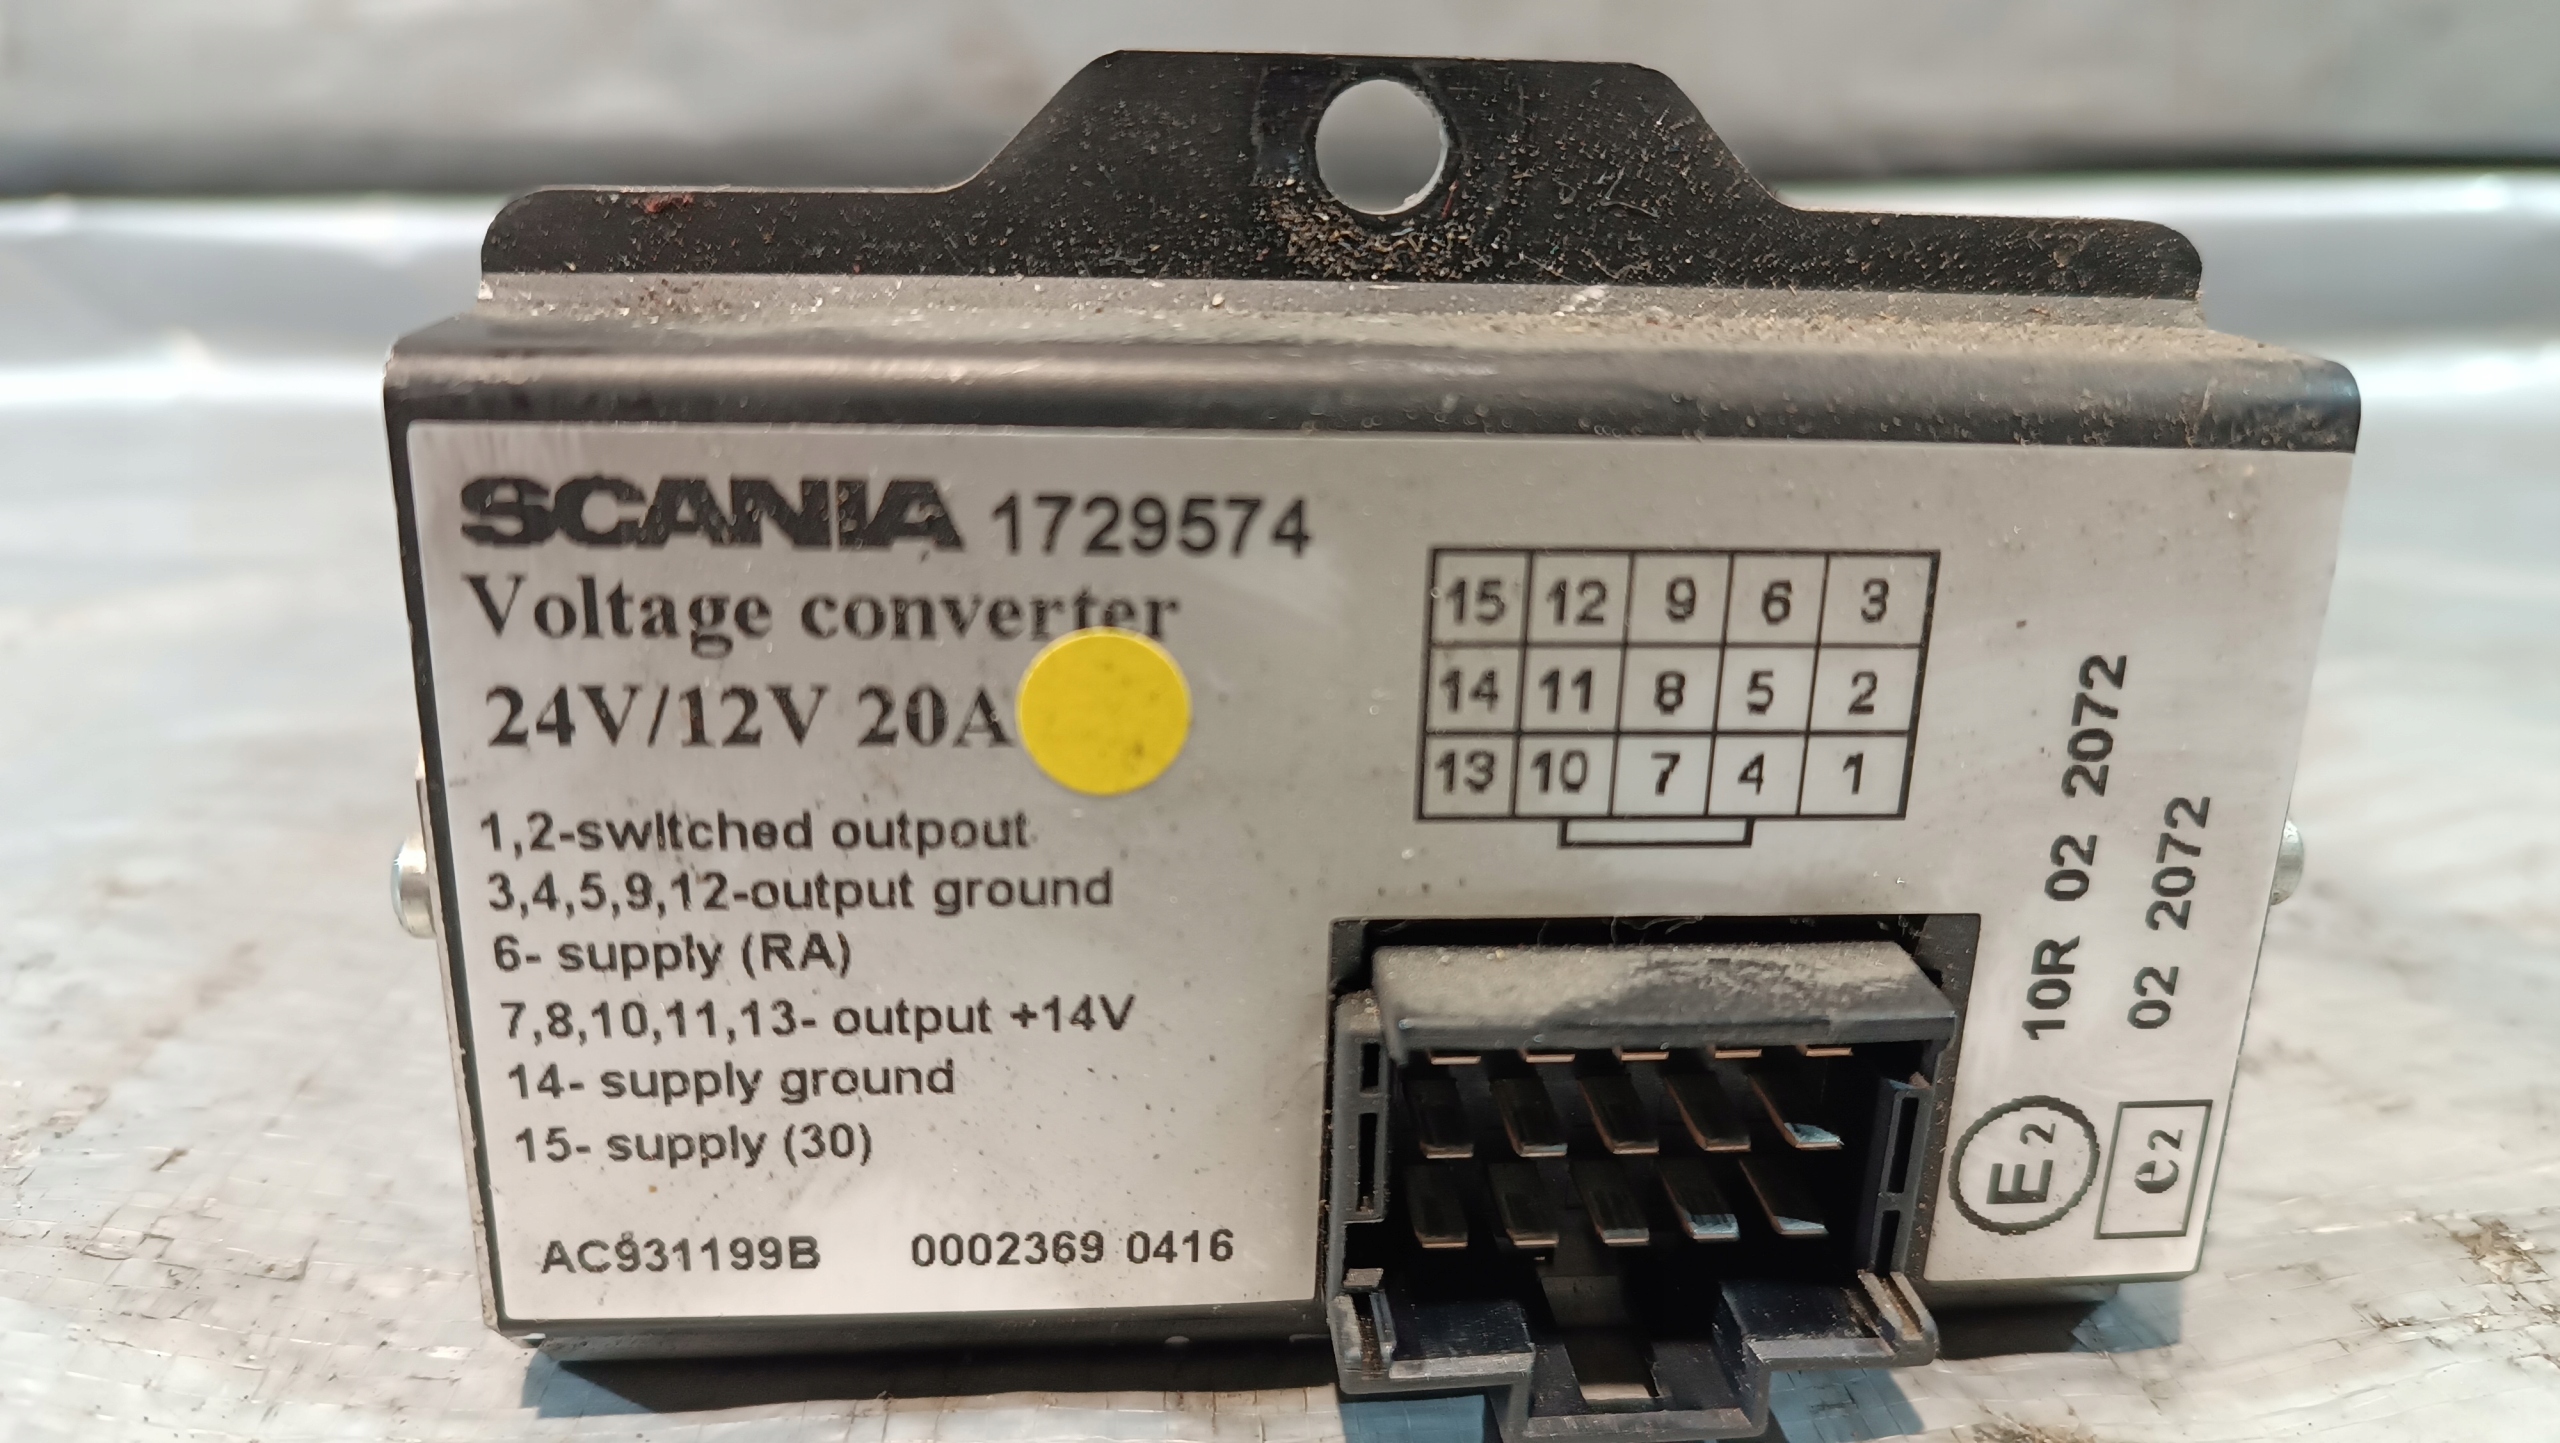 SCANIA 1729574
Voltage converter
24V/12V 20A
1,2-switched outpout
3,4,5,9,12-output ground
6- supply (RA)
7,8,10,11,13- output +14V
14- supply ground
15- supply (30)
AC931199B 0002369 0416
15 12 9 6 3
14 11 8 5 2
13 10 7 4 1
E2 10R 02 2072
e2 02 2072